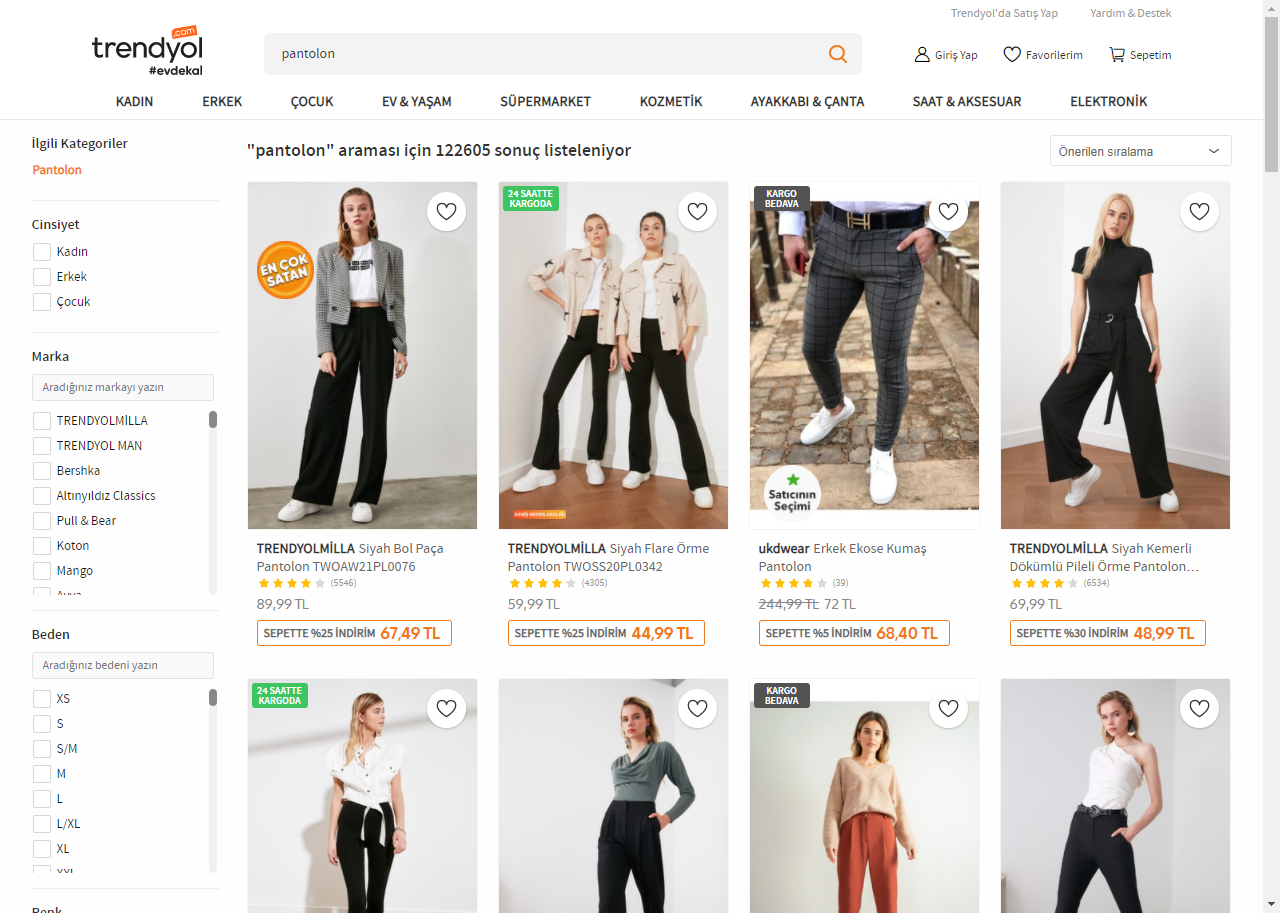 Trendyol'da Satış Yap
Yardım & Destek
trendyol.com
#evdekal
pantolon
Giriş Yap
Favorilerim
Sepetim
KADIN
ERKEK
ÇOCUK
EV & YAŞAM
SÜPERMARKET
KOZMETİK
AYAKKABI & ÇANTA
SAAT & AKSESUAR
ELEKTRONİK
İlgili Kategoriler
Pantolon
Cinsiyet
Kadın
Erkek
Çocuk
Marka
Aradığınız markayı yazın
TRENDYOLMİLLA
TRENDYOL MAN
Bershka
Altınyıldız Classics
Pull & Bear
Koton
Mango
Beden
Aradığınız bedeni yazın
XS
S
S/M
M
L
L/XL
XL
XXL
Renk
"pantolon" araması için 122605 sonuç listeleniyor
Önerilen sıralama
EN ÇOK
SATAN
TRENDYOLMİLLA Siyah Bol Paça
Pantolon TWOAW21PL0076
(5546)
89,99 TL
SEPETTE %25 İNDİRİM 67,49 TL
24 SAATTE
KARGODA
TRENDYOLMİLLA Siyah Flare Örme
Pantolon TWOSS20PL0342
(4305)
59,99 TL
SEPETTE %25 İNDİRİM 44,99 TL
KARGO
BEDAVA
Satıcının
Seçimi
ukdwear Erkek Ekose Kumaş
Pantolon
(39)
244,99 TL 72 TL
SEPETTE %5 İNDİRİM 68,40 TL
TRENDYOLMİLLA Siyah Kemerli
Dökümlü Pileli Örme Pantolon…
(6534)
69,99 TL
SEPETTE %30 İNDİRİM 48,99 TL
24 SAATTE
KARGODA
KARGO
BEDAVA